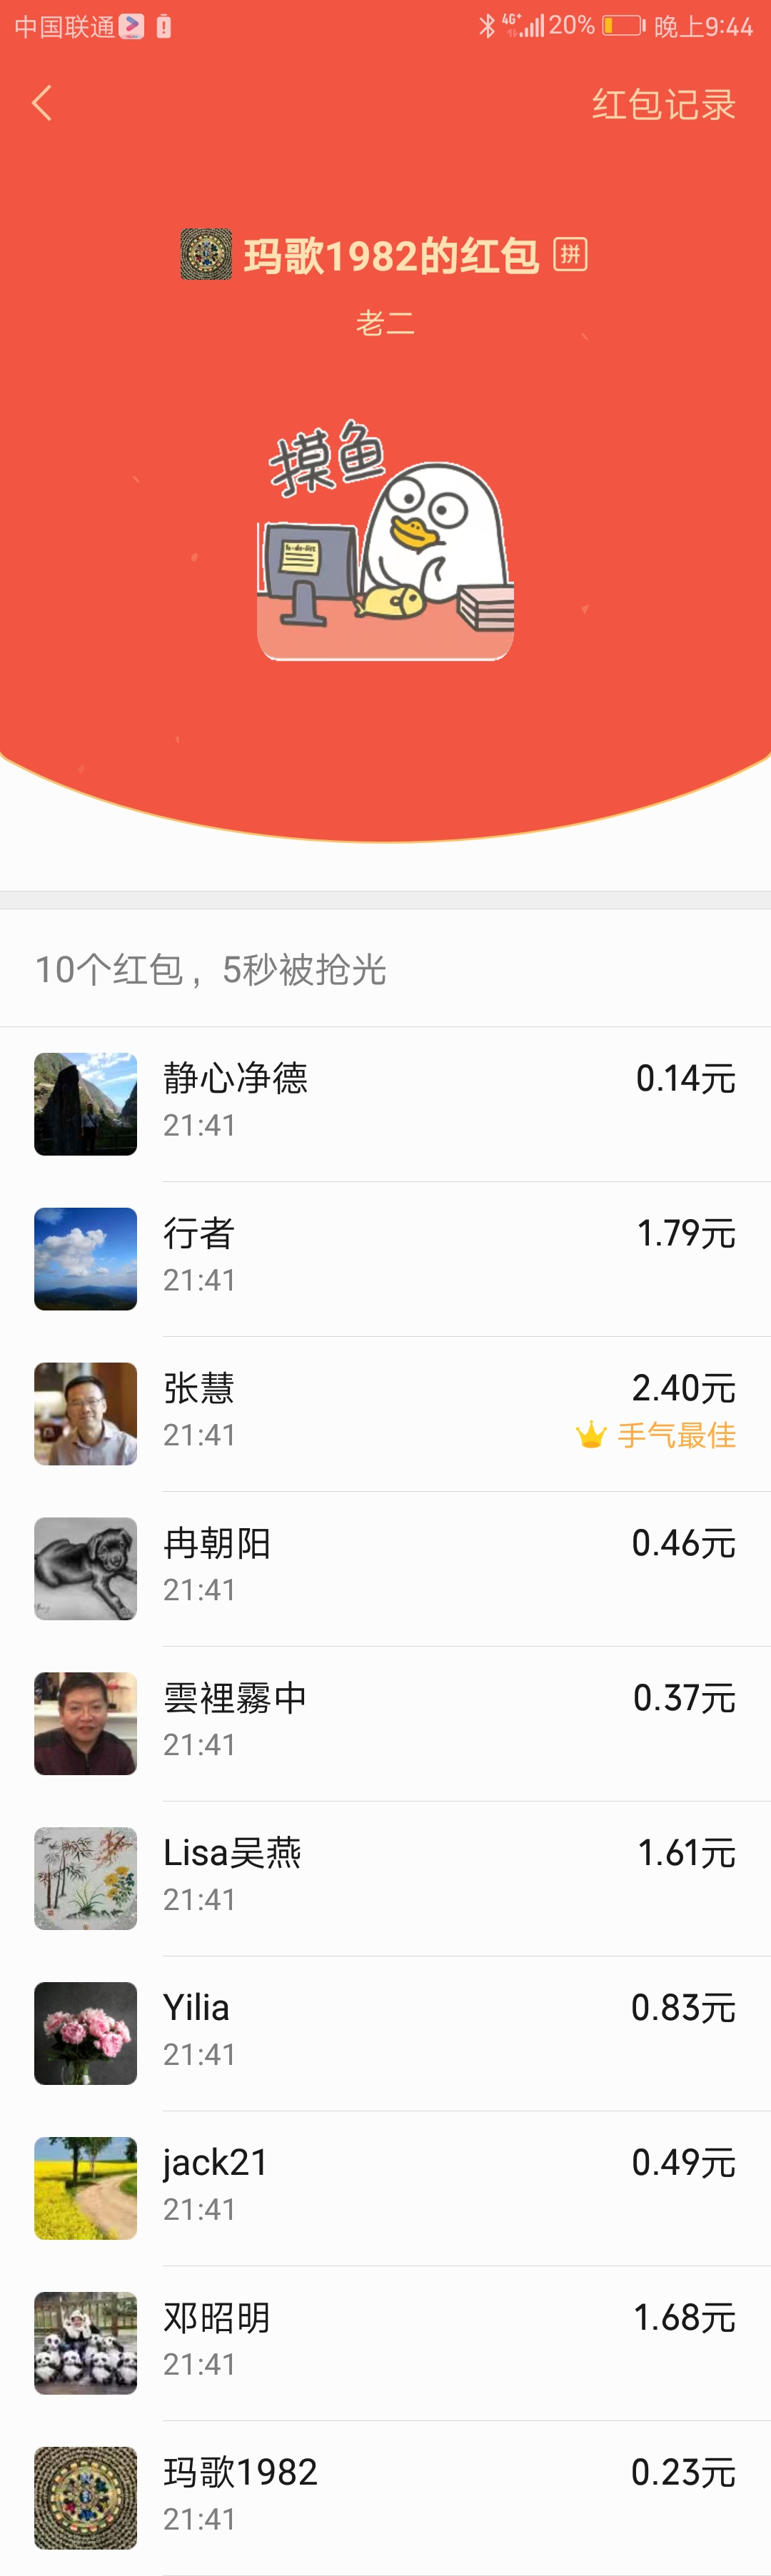 中国联通 4G+ 20% 晚上9:44
红包记录
玛歌1982的红包 拼
老二
摸鱼
to-do-list
10个红包，5秒被抢光
静心净德 0.14元
21:41
行者 1.79元
21:41
张慧 2.40元
21:41 手气最佳
冉朝阳 0.46元
21:41
雲裡霧中 0.37元
21:41
Lisa吴燕 1.61元
21:41
Yilia 0.83元
21:41
jack21 0.49元
21:41
邓昭明 1.68元
21:41
玛歌1982 0.23元
21:41